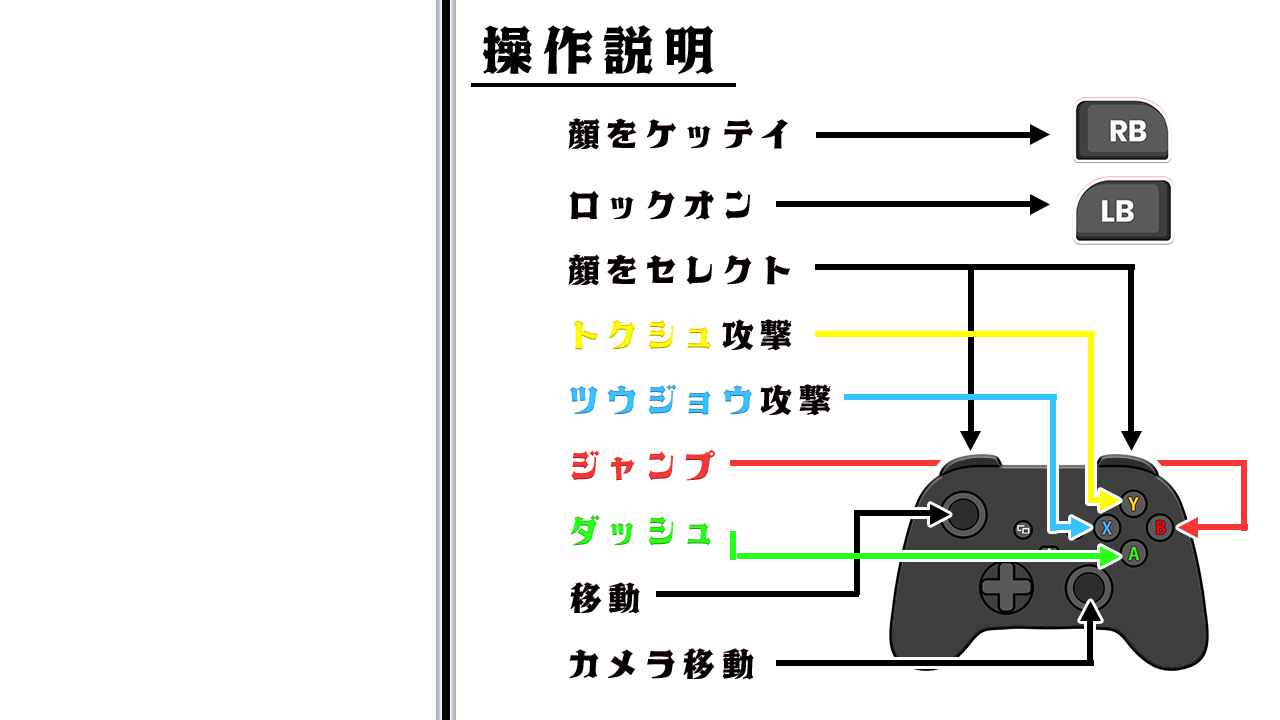 操作説明
顔をケッテイ
RB
ロックオン
LB
顔をセレクト
トクシュ攻撃
ツウジョウ攻撃
ジャンプ
ダッシュ
移動
カメラ移動
Y
X
B
A